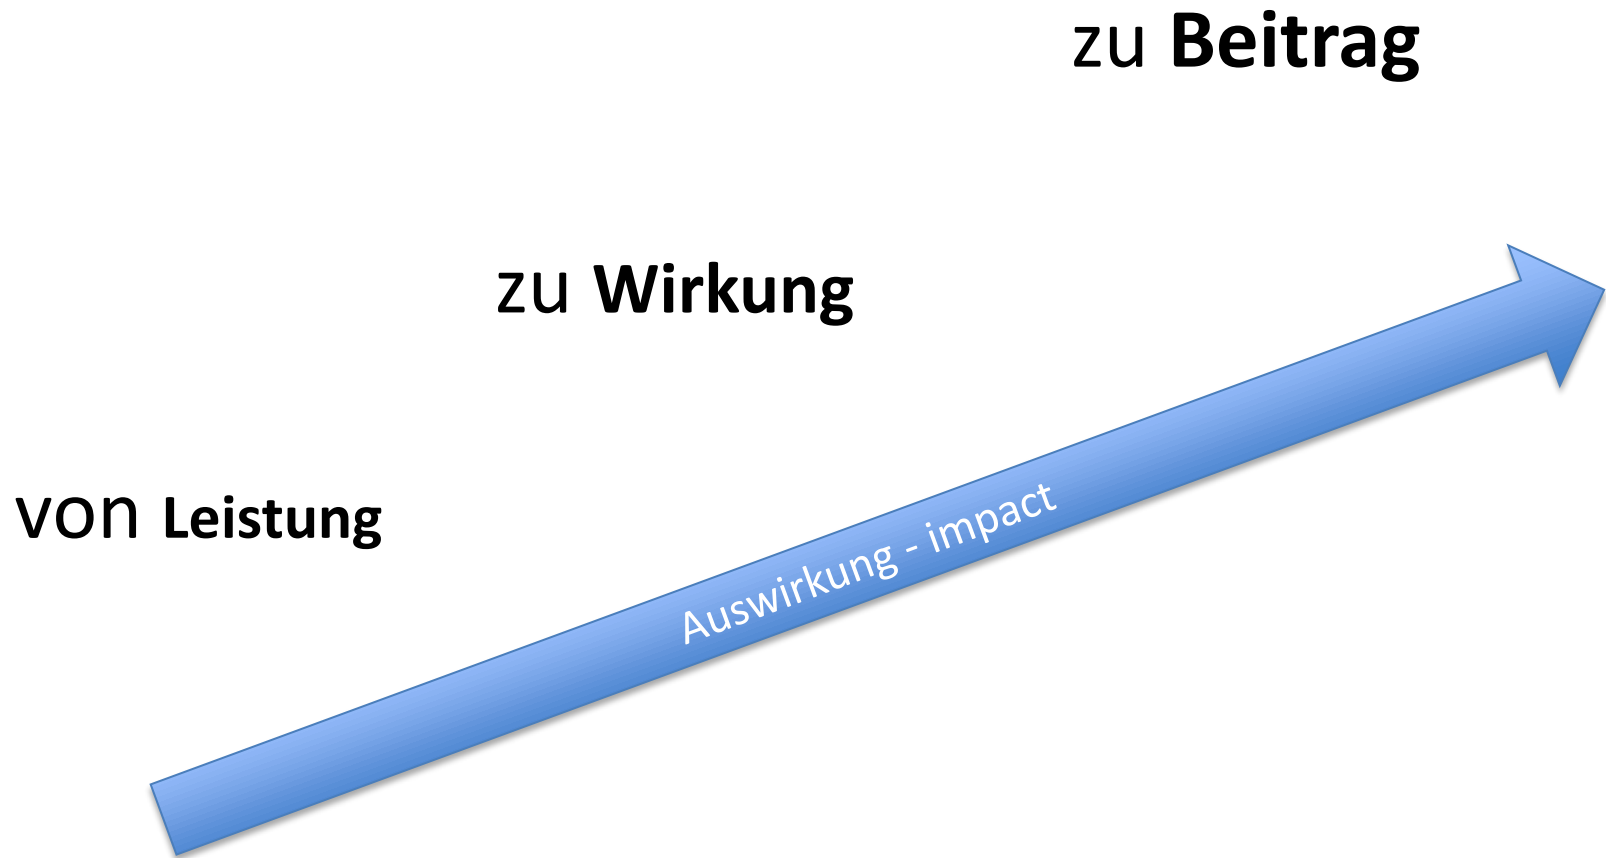 zu Beitrag
zu Wirkung
von Leistung
Auswirkung - impact